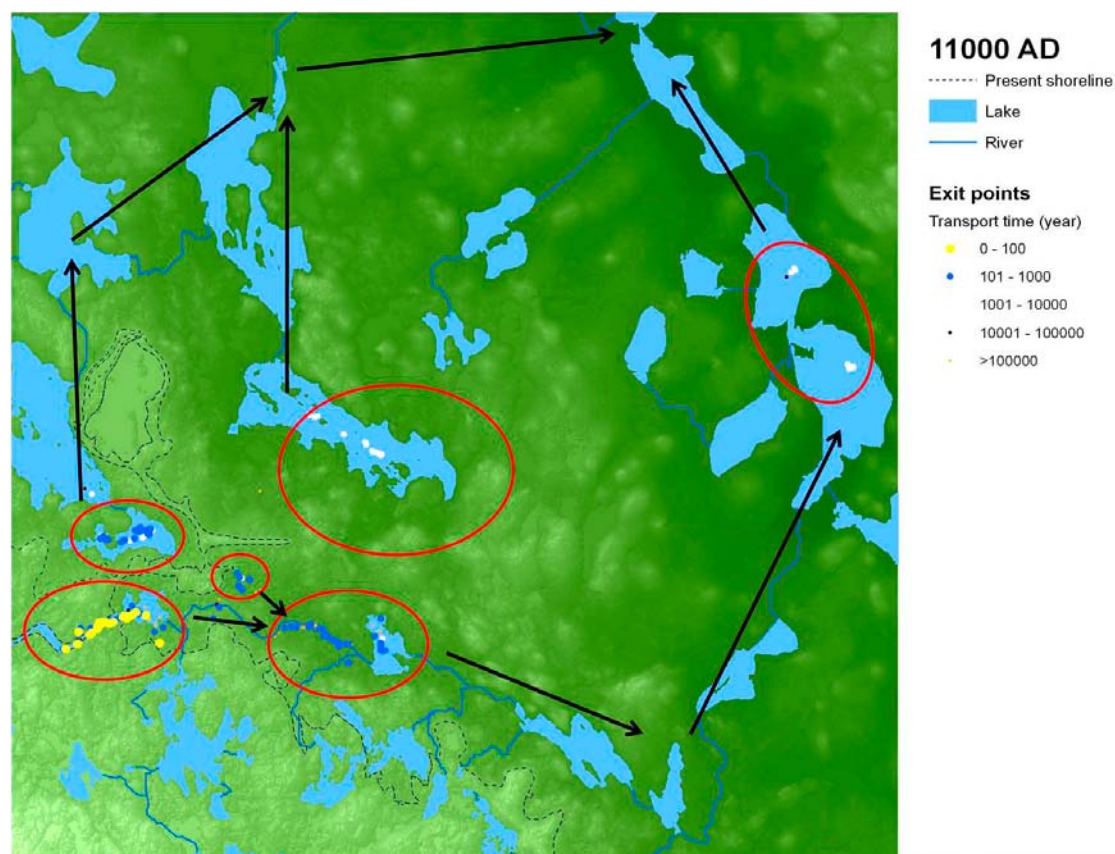 11000 AD
Present shoreline
Lake
River
Exit points
Transport time (year)
0 - 100
101 - 1000
1001 - 10000
10001 - 100000
>100000